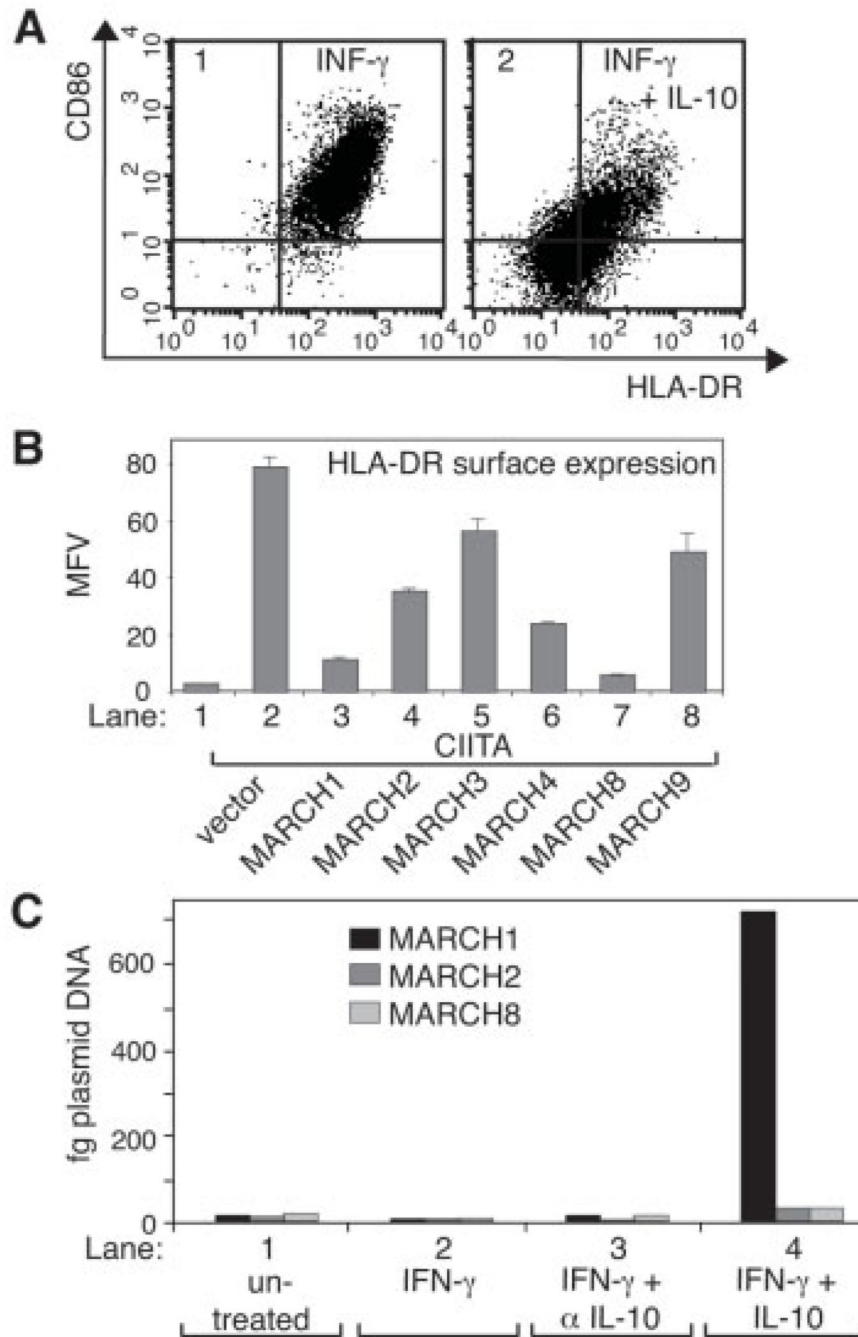 A
CD86
10 0 10 1 10 2 10 3 10 4
1 INF-γ
2 INF-γ
+ IL-10
10 0 10 1 10 2 10 3 10 4 10 0 10 1 10 2 10 3 10 4
HLA-DR
B
HLA-DR surface expression
MFV
80
60
40
20
0
Lane: 1 2 3 4 5 6 7 8
CIITA
vector MARCH1 MARCH2 MARCH3 MARCH4 MARCH8 MARCH9
C
fg plasmid DNA
MARCH1
MARCH2
MARCH8
600
400
200
0
Lane: 1 2 3 4
un- IFN-γ IFN-γ + IFN-γ +
treated α IL-10 IL-10